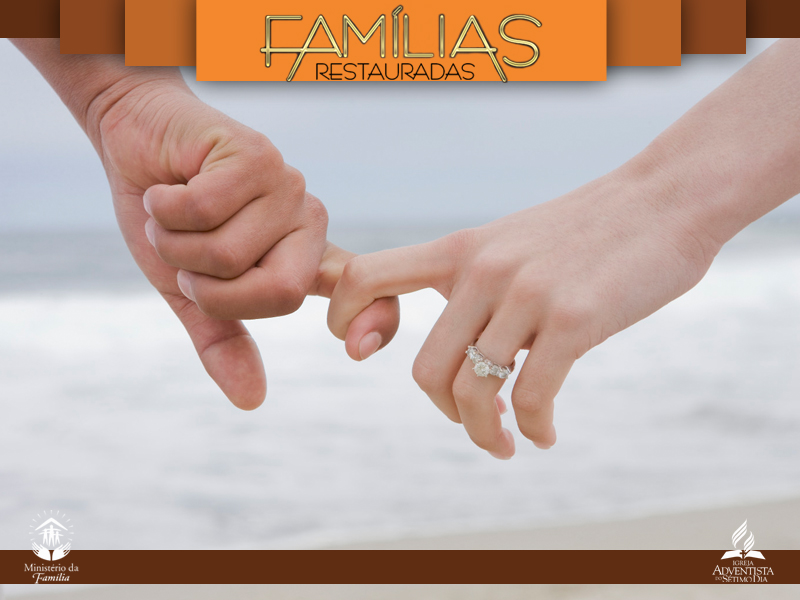 FAMÍLIAS
RESTAURADAS
Ministério da
Família
IGREJA
ADVENTISTA
DO SÉTIMO DIA